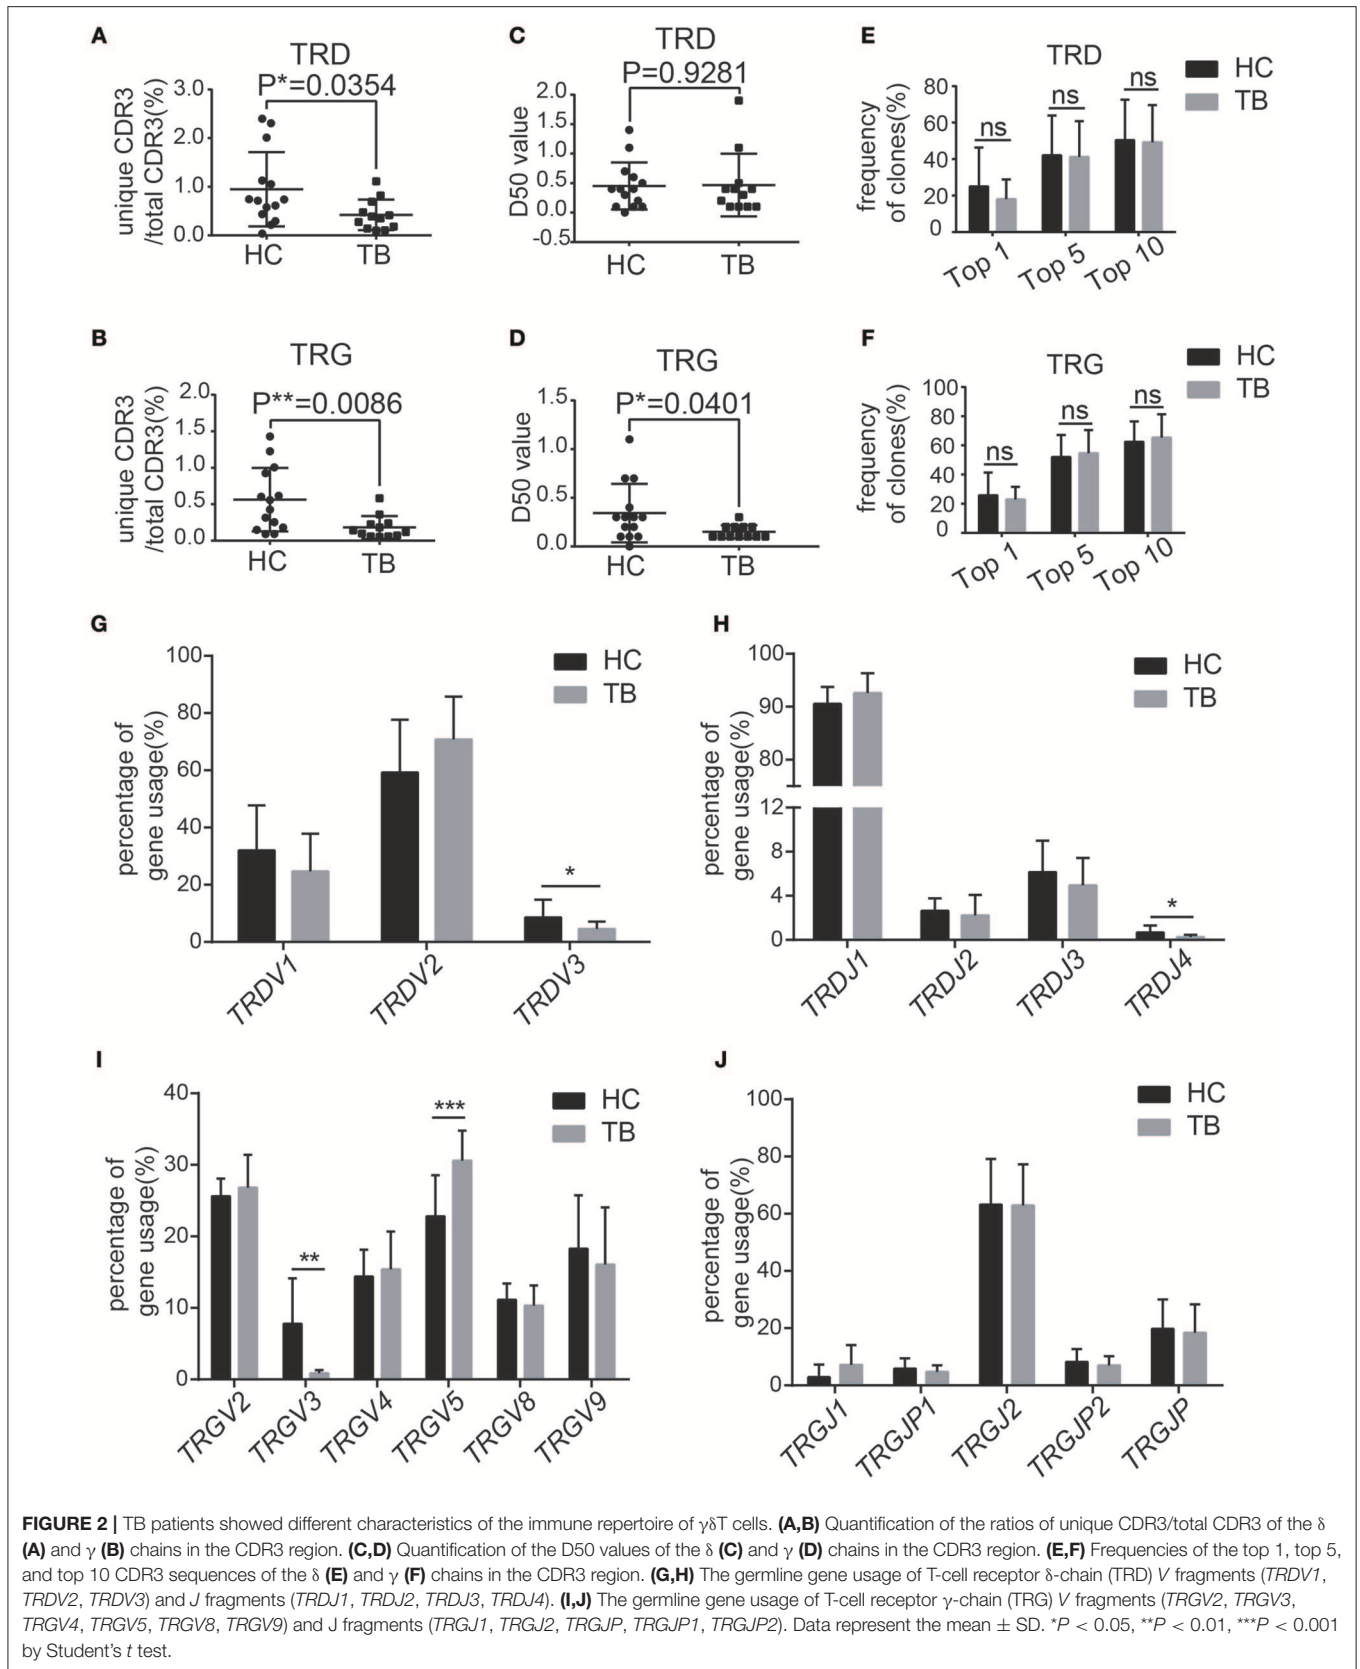 A
TRD
P*=0.0354
unique CDR3
/total CDR3(%)
3.0
2.0
1.0
0.0
HC
TB
C
TRD
P=0.9281
D50 value
2.0
1.5
1.0
0.5
0.0
-0.5
HC
TB
E
TRD
HC
TB
frequency
of clones(%)
80
60
40
20
0
ns
ns
ns
Top 1
Top 5
Top 10
B
TRG
P**=0.0086
unique CDR3
/total CDR3(%)
2.0
1.5
1.0
0.5
0.0
HC
TB
D
TRG
P*=0.0401
D50 value
1.5
1.0
0.5
0.0
HC
TB
F
TRG
HC
TB
frequency
of clones(%)
100
80
60
40
20
0
ns
ns
ns
Top 1
Top 5
Top 10
G
HC
TB
percentage of
gene usage(%)
100
80
60
40
20
0
*
TRDV1
TRDV2
TRDV3
H
HC
TB
percentage of
gene usage(%)
100
90
80
12
8
4
0
*
TRDJ1
TRDJ2
TRDJ3
TRDJ4
I
HC
TB
percentage of
gene usage(%)
40
30
20
10
0
**
***
TRGV2
TRGV3
TRGV4
TRGV5
TRGV8
TRGV9
J
HC
TB
percentage of
gene usage(%)
100
80
60
40
20
0
TRGJ1
TRGJP1
TRGJ2
TRGJP2
TRGJP
FIGURE 2 | TB patients showed different characteristics of the immune repertoire of γδT cells. (A,B) Quantification of the ratios of unique CDR3/total CDR3 of the δ
(A) and γ (B) chains in the CDR3 region. (C,D) Quantification of the D50 values of the δ (C) and γ (D) chains in the CDR3 region. (E,F) Frequencies of the top 1, top 5,
and top 10 CDR3 sequences of the δ (E) and γ (F) chains in the CDR3 region. (G,H) The germline gene usage of T-cell receptor δ-chain (TRD) V fragments (TRDV1,
TRDV2, TRDV3) and J fragments (TRDJ1, TRDJ2, TRDJ3, TRDJ4). (I,J) The germline gene usage of T-cell receptor γ-chain (TRG) V fragments (TRGV2, TRGV3,
TRGV4, TRGV5, TRGV8, TRGV9) and J fragments (TRGJ1, TRGJ2, TRGJP, TRGJP1, TRGJP2). Data represent the mean ± SD. *P < 0.05, **P < 0.01, ***P < 0.001
by Student's t test.